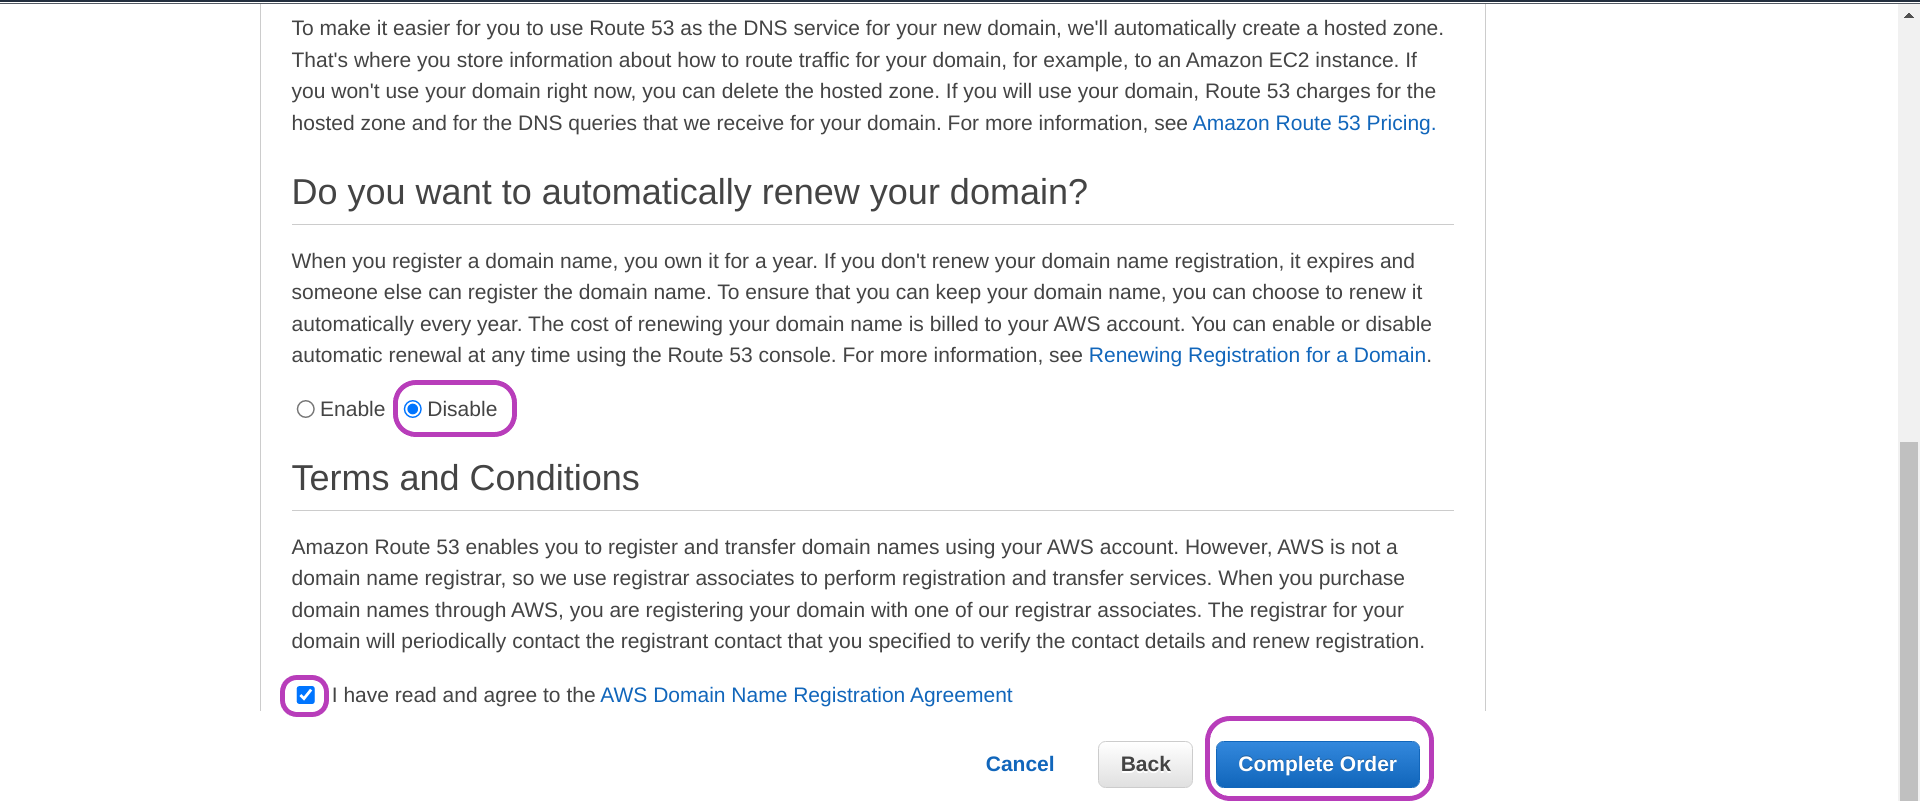 To make it easier for you to use Route 53 as the DNS service for your new domain, we'll automatically create a hosted zone.
That's where you store information about how to route traffic for your domain, for example, to an Amazon EC2 instance. If
you won't use your domain right now, you can delete the hosted zone. If you will use your domain, Route 53 charges for the
hosted zone and for the DNS queries that we receive for your domain. For more information, see Amazon Route 53 Pricing.
Do you want to automatically renew your domain?
When you register a domain name, you own it for a year. If you don't renew your domain name registration, it expires and
someone else can register the domain name. To ensure that you can keep your domain name, you can choose to renew it
automatically every year. The cost of renewing your domain name is billed to your AWS account. You can enable or disable
automatic renewal at any time using the Route 53 console. For more information, see Renewing Registration for a Domain.
Enable Disable
Terms and Conditions
Amazon Route 53 enables you to register and transfer domain names using your AWS account. However, AWS is not a
domain name registrar, so we use registrar associates to perform registration and transfer services. When you purchase
domain names through AWS, you are registering your domain with one of our registrar associates. The registrar for your
domain will periodically contact the registrant contact that you specified to verify the contact details and renew registration.
I have read and agree to the AWS Domain Name Registration Agreement
Cancel Back Complete Order